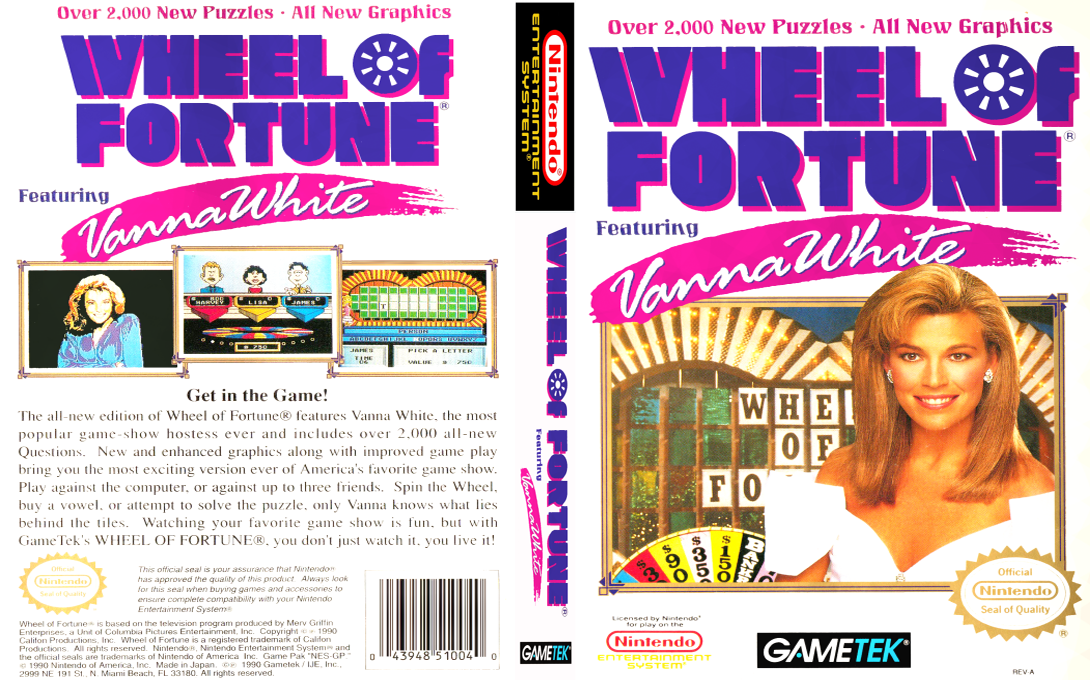 Over 2,000 New Puzzles · All New Graphics
WHEEL OF
FORTUNE®
Featuring
Vanna White
BOB
HARVEY
LISA
JAMES
$ 750
T
PERSON
JAMES
TIME
06
PICK A LETTER
VALUE $ 750
Get in the Game!
The all-new edition of Wheel of Fortune® features Vanna White, the most
popular game-show hostess ever and includes over 2,000 all-new
Questions. New and enhanced graphics along with improved game play
bring you the most exciting version ever of America's favorite game show.
Play against the computer, or against up to three friends. Spin the Wheel,
buy a vowel, or attempt to solve the puzzle, only Vanna knows what lies
behind the tiles. Watching your favorite game show is fun, but with
GameTek's WHEEL OF FORTUNE®, you don't just watch it, you live it!
Official
Nintendo
Seal of Quality
This official seal is your assurance that Nintendo®
has approved the quality of this product. Always look
for this seal when buying games and accessories to
ensure complete compatibility with your Nintendo
Entertainment System®.
Wheel of Fortune® is based on the television program produced by Merv Griffin
Enterprises, a Unit of Columbia Pictures Entertainment, Inc. Copyright © 1990
Califon Productions, Inc. Wheel of Fortune is a registered trademark of Califon
Productions. All rights reserved. Nintendo®, Nintendo Entertainment System™ and
the official seals are trademarks of Nintendo of America, Inc. Game Pak "NES-GP."
© 1990 Nintendo of America, Inc. Made in Japan. © 1990 Gametek / IJE, Inc.,
2999 NE 191 St., N. Miami Beach, FL 33180. All rights reserved.
0 43948 51004 0
Nintendo®
ENTERTAINMENT
SYSTEM®
WHEEL OF FORTUNE®
Featuring
Vanna White
GAMETEK
Over 2,000 New Puzzles · All New Graphics
WHEEL OF
FORTUNE®
Featuring
Vanna White
WHE
OF
FO
$90
$35
$150
Official
Nintendo
Seal of Quality
®
Licensed by Nintendo®
for play on the
Nintendo
ENTERTAINMENT
SYSTEM®
GAMETEK®
REV-A